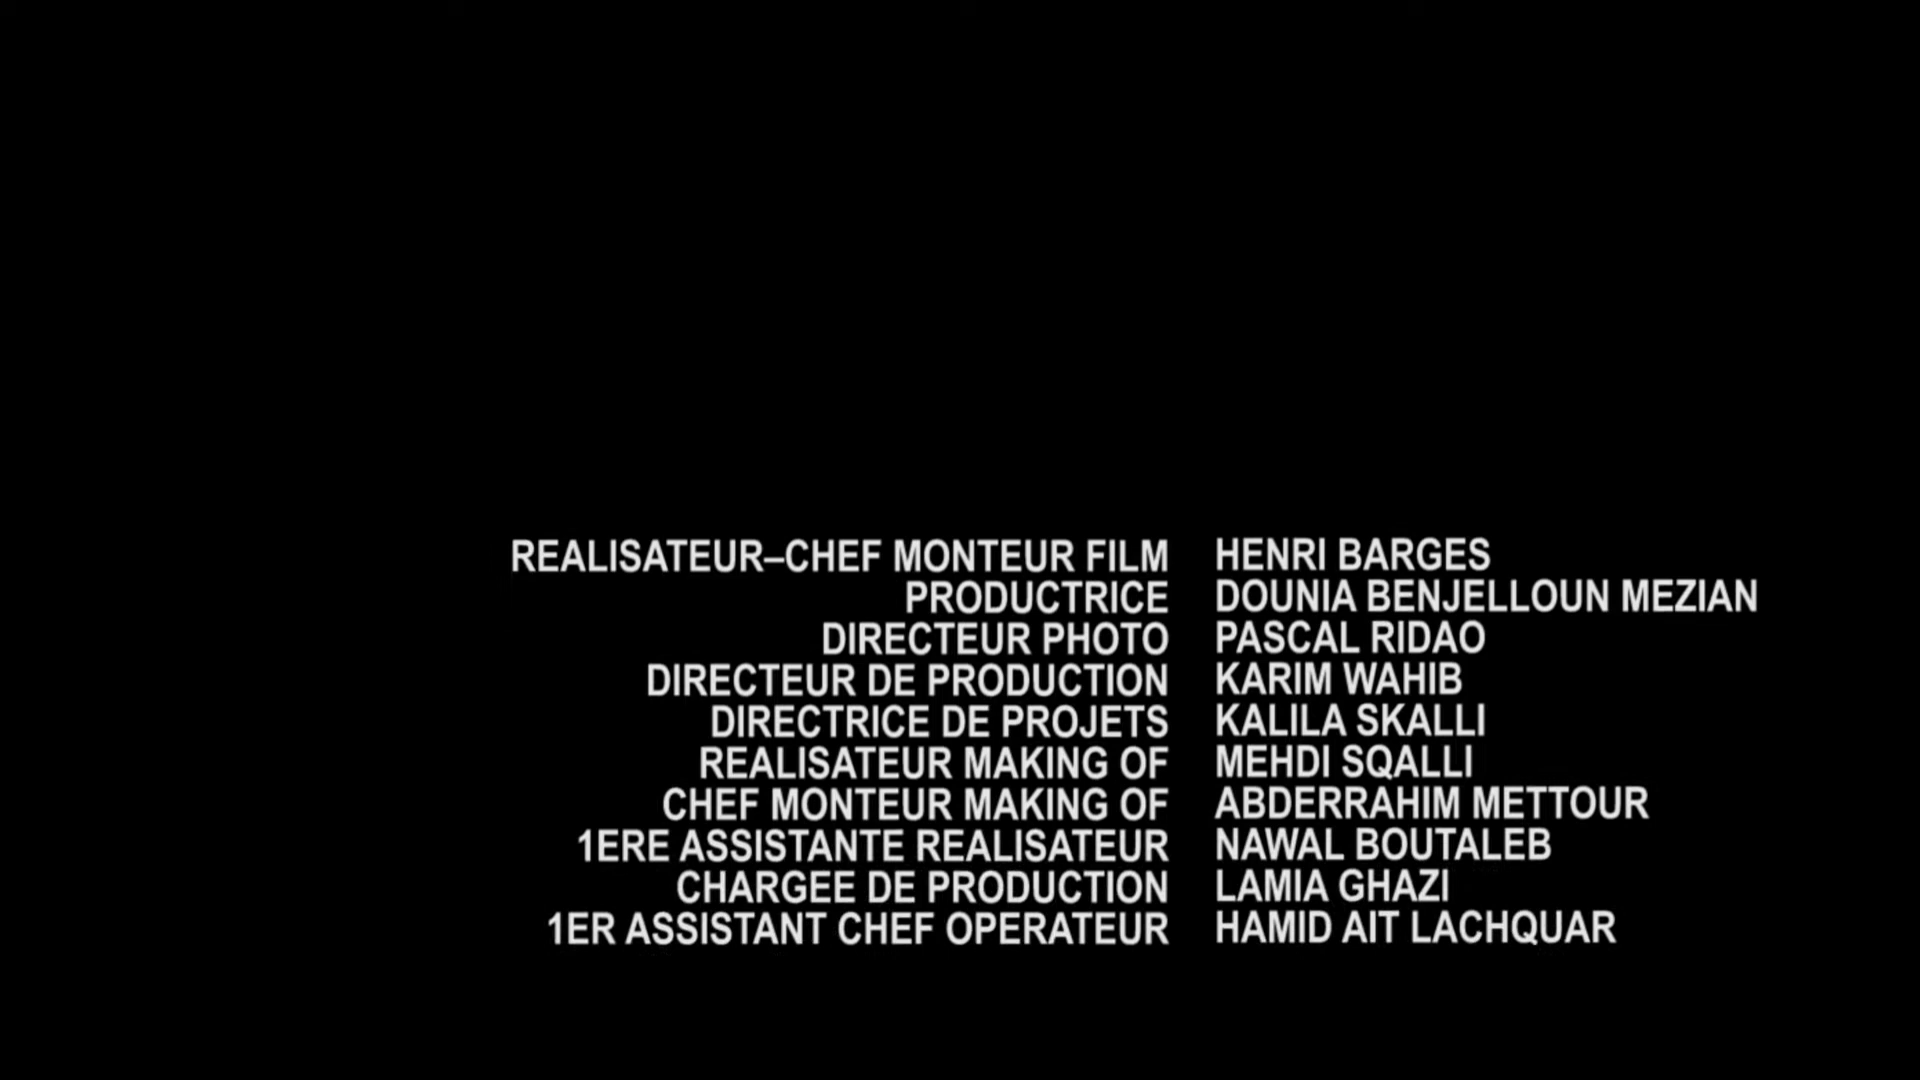 REALISATEUR–CHEF MONTEUR FILM HENRI BARGES
PRODUCTRICE DOUNIA BENJELLOUN MEZIAN
DIRECTEUR PHOTO PASCAL RIDAO
DIRECTEUR DE PRODUCTION KARIM WAHIB
DIRECTRICE DE PROJETS KALILA SKALLI
REALISATEUR MAKING OF MEHDI SQALLI
CHEF MONTEUR MAKING OF ABDERRAHIM METTOUR
1ERE ASSISTANTE REALISATEUR NAWAL BOUTALEB
CHARGEE DE PRODUCTION LAMIA GHAZI
1ER ASSISTANT CHEF OPERATEUR HAMID AIT LACHQUAR